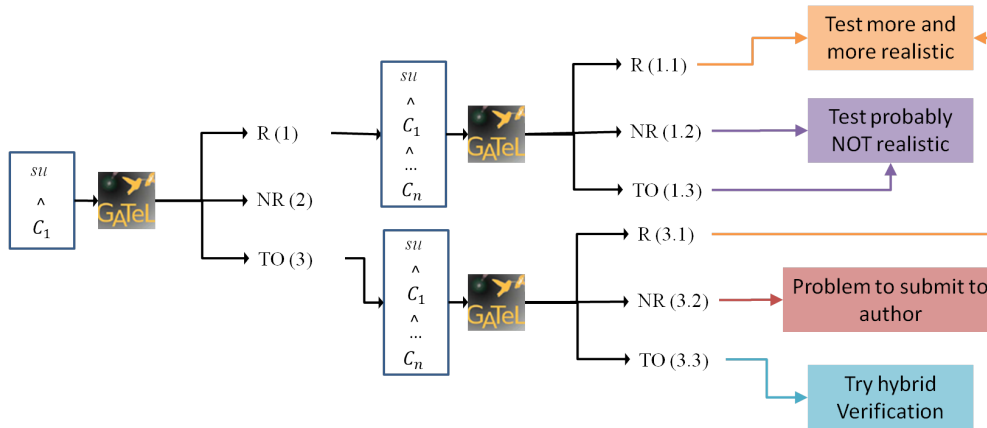 su
^
C₁
GATeL
R (1)
NR (2)
TO (3)
su
^
C₁
^
...
Cₙ
GATeL
R (1.1)
NR (1.2)
TO (1.3)
Test more and
more realistic
Test probably
NOT realistic
su
^
C₁
^
...
Cₙ
GATeL
R (3.1)
NR (3.2)
TO (3.3)
Problem to submit to
author
Try hybrid
Verification